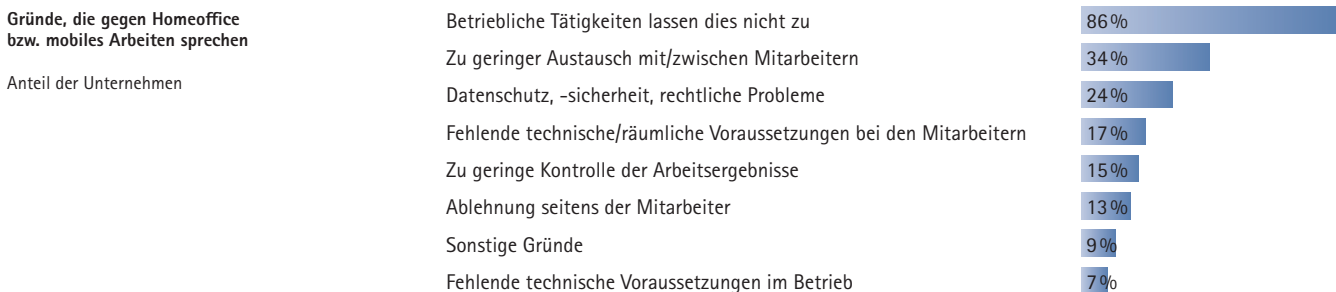 Gründe, die gegen Homeoffice
bzw. mobiles Arbeiten sprechen
Anteil der Unternehmen
Betriebliche Tätigkeiten lassen dies nicht zu 86%
Zu geringer Austausch mit/zwischen Mitarbeitern 34%
Datenschutz, -sicherheit, rechtliche Probleme 24%
Fehlende technische/räumliche Voraussetzungen bei den Mitarbeitern 17%
Zu geringe Kontrolle der Arbeitsergebnisse 15%
Ablehnung seitens der Mitarbeiter 13%
Sonstige Gründe 9%
Fehlende technische Voraussetzungen im Betrieb 7%